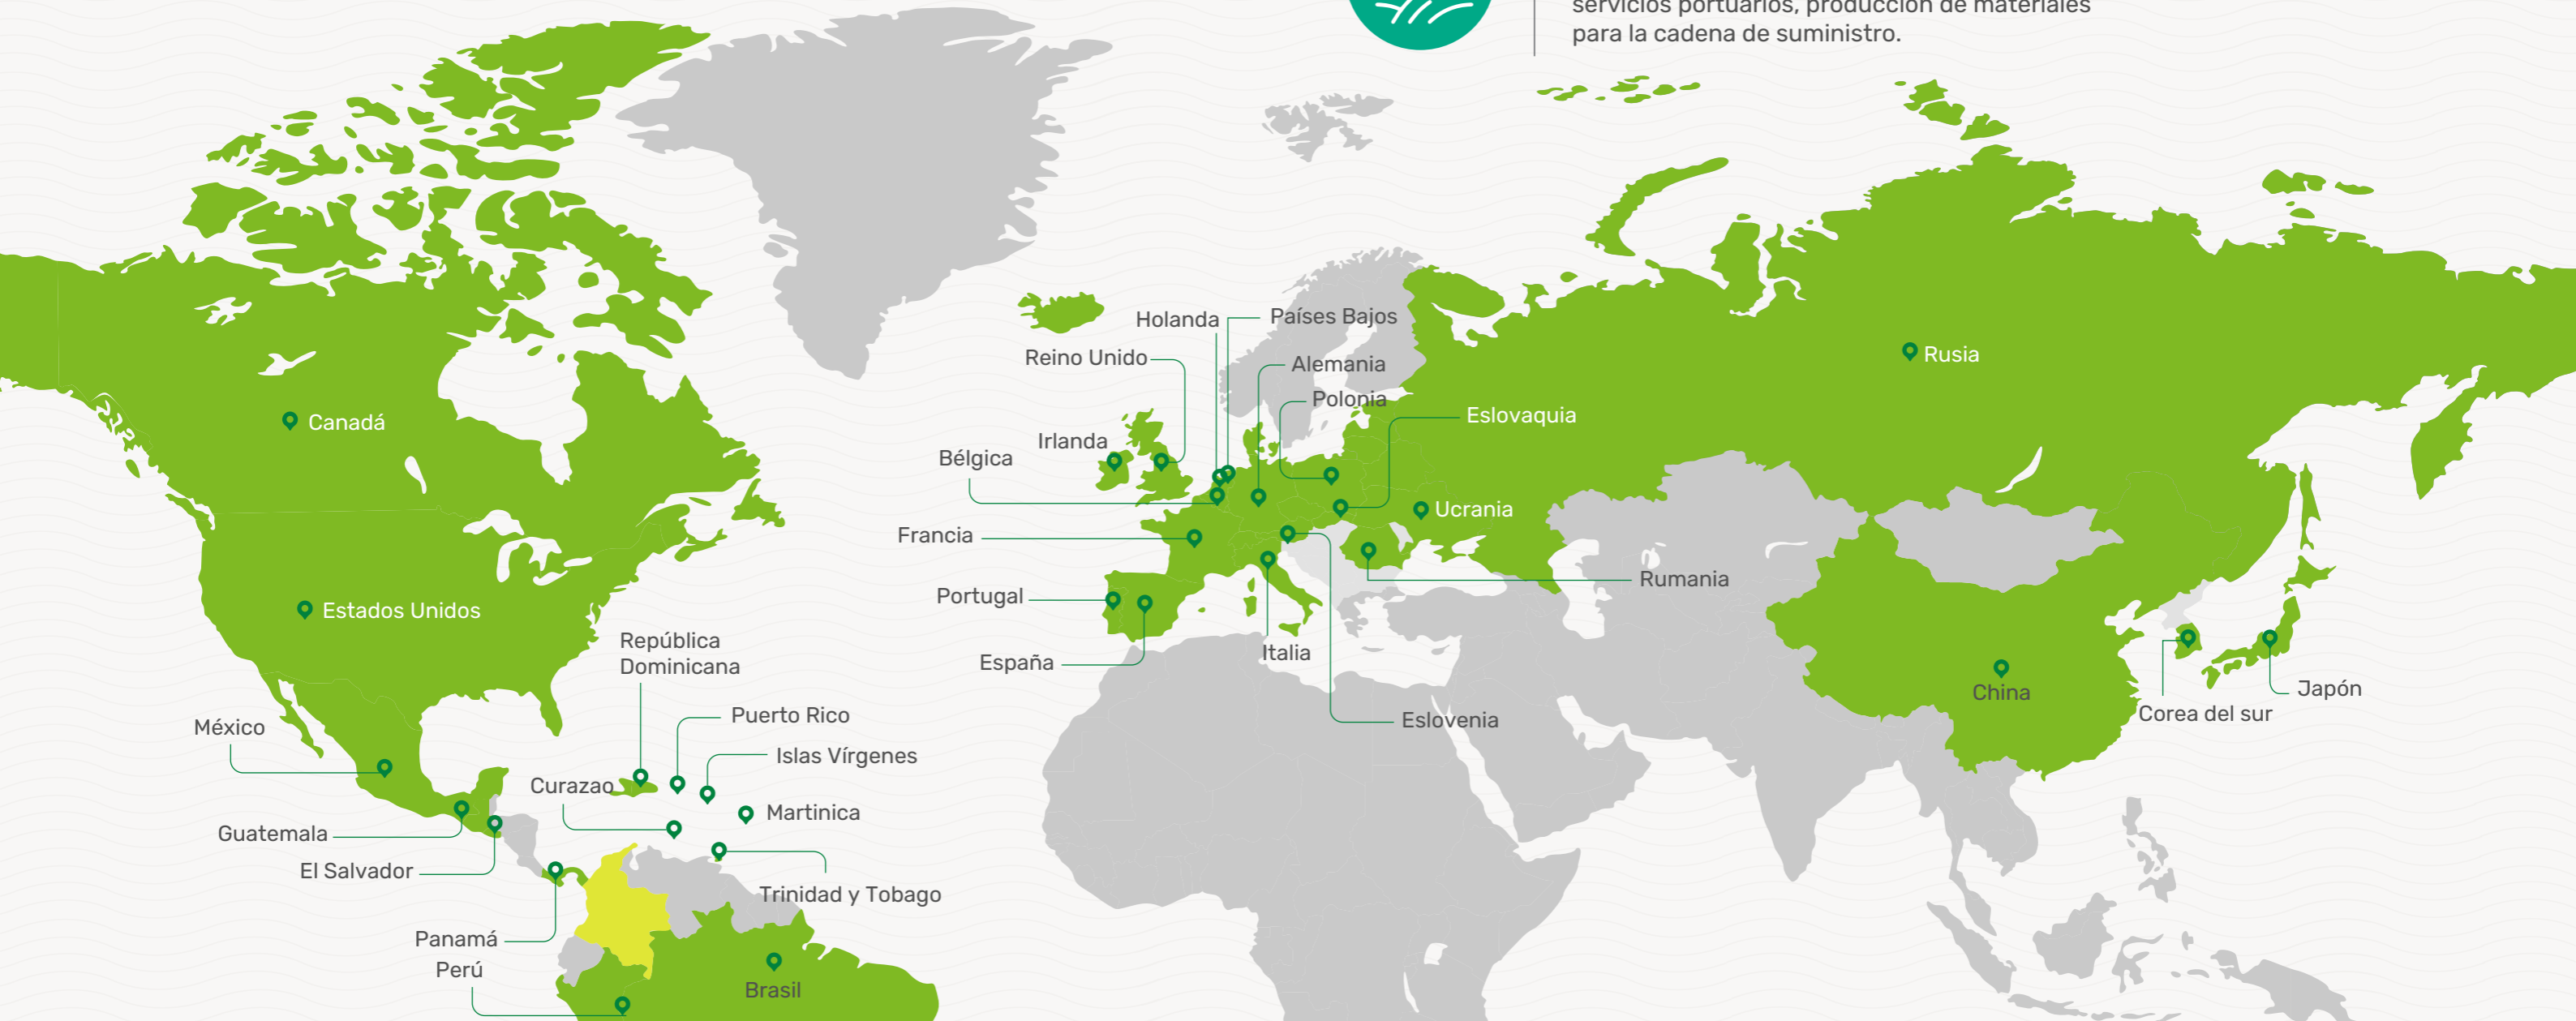 servicios portuarios, producción de materiales
para la cadena de suministro.
Holanda
Países Bajos
Reino Unido
Alemania
Rusia
Polonia
Eslovaquia
Canadá
Irlanda
Bélgica
Ucrania
Francia
Rumania
Portugal
Estados Unidos
República
Dominicana
Italia
España
China
Japón
Corea del sur
Puerto Rico
Eslovenia
México
Islas Vírgenes
Curazao
Martinica
Guatemala
El Salvador
Trinidad y Tobago
Panamá
Perú
Brasil